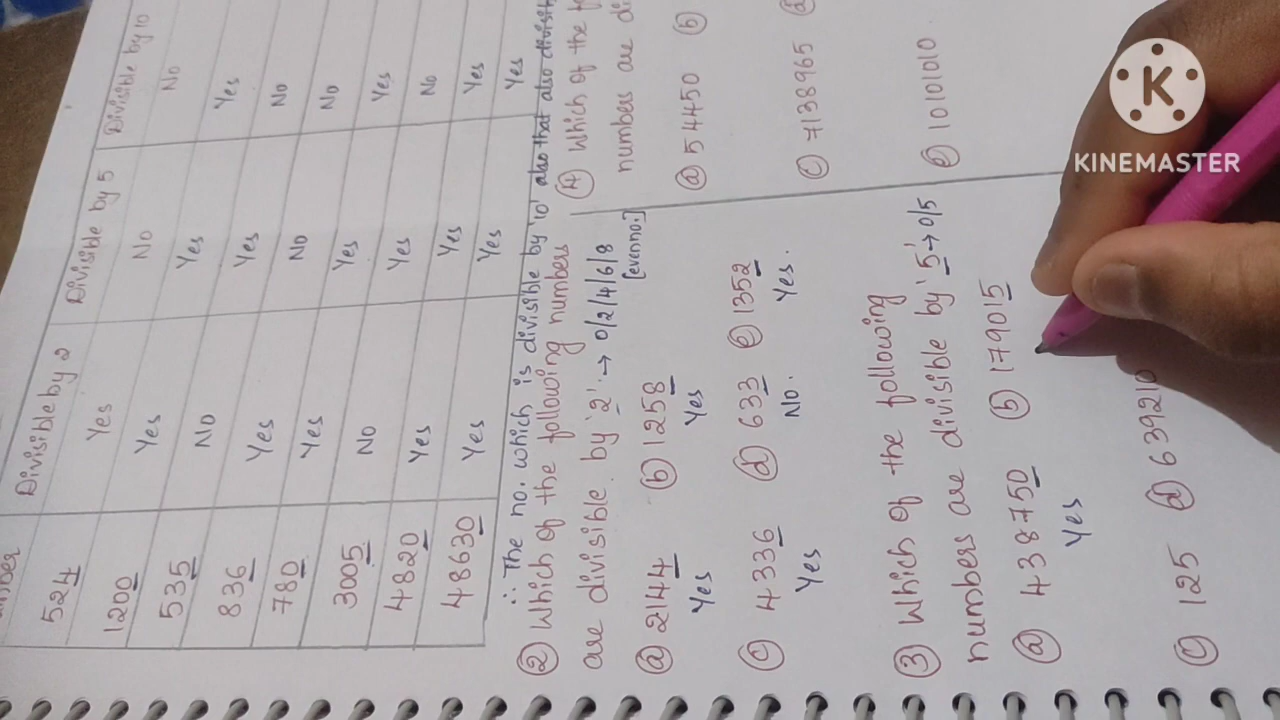 Divisible by 2 Divisible by 5 Divisible by 10
524 Yes No No
1200 Yes Yes Yes
535 No Yes No
836 Yes No No
780 Yes Yes Yes
3005 No Yes No
4820 Yes Yes Yes
48630 Yes Yes Yes
∴ The no. which is divisible by '10' also that also divisib
② Which of the following numbers
are divisible by '2'. → 0/2/4/6/8
[even no:]
ⓐ 2144 ⓑ 1258
Yes Yes
ⓒ 4336 ⓓ 633 ⓔ 1352
Yes No. Yes.
③ Which of the following
numbers are divisible by '5'. → 0/5
ⓐ 438750 ⓑ 179015
Yes
ⓒ 125 ⓓ 639210
④ Which of the f
numbers are di
ⓐ 54450 ⓑ
ⓒ 7138965 ⓓ
ⓔ 10101010
K
KINEMASTER